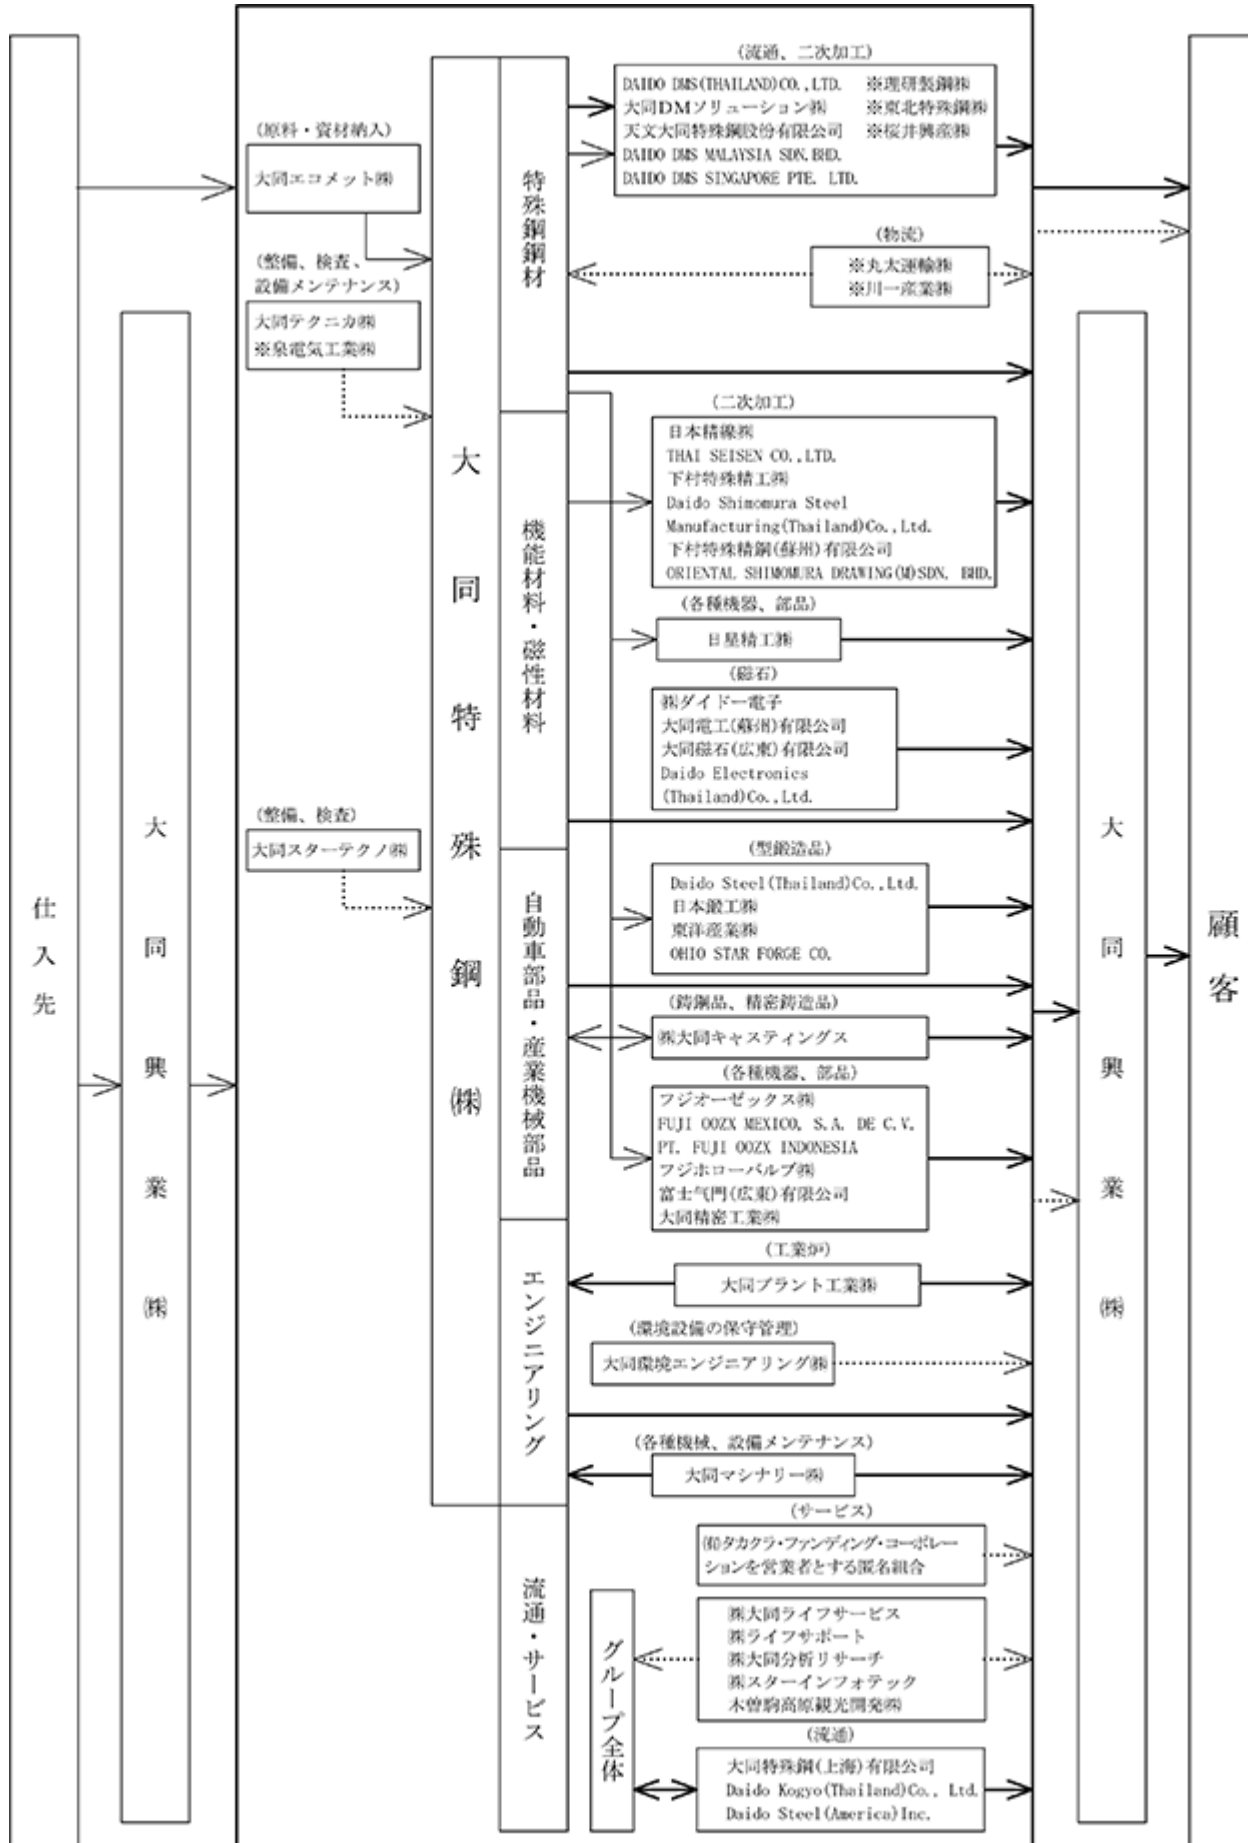 仕入先
大同興業㈱
(原料・資材納入)
大同エコメット㈱
(整備、検査、
設備メンテナンス)
大同テクニカ㈱
※泉電気工業㈱
(整備、検査)
大同スターテクノ㈱
大同特殊鋼㈱
特殊鋼鋼材
(流通、二次加工)
DAIDO DMS(THAILAND)CO.,LTD. ※理研製鋼㈱
大同DMソリューション㈱ ※東北特殊鋼㈱
天文大同特殊鋼股份有限公司 ※桜井興産㈱
DAIDO DMS MALAYSIA SDN.BHD.
DAIDO DMS SINGAPORE PTE. LTD.
(物流)
※丸太運輸㈱
※川一産業㈱
機能材料・磁性材料
(二次加工)
日本精線㈱
THAI SEISEN CO.,LTD.
下村特殊精工㈱
Daido Shimomura Steel
Manufacturing(Thailand)Co.,Ltd.
下村特殊精鋼(蘇州)有限公司
ORIENTAL SHIMOMURA DRAWING(M)SDN. BHD.
(各種機器、部品)
日星精工㈱
(磁石)
㈱ダイドー電子
大同電工(蘇州)有限公司
大同磁石(広東)有限公司
Daido Electronics
(Thailand)Co.,Ltd.
自動車部品・産業機械部品
(型鍛造品)
Daido Steel(Thailand)Co.,Ltd.
日本鍛工㈱
東洋産業㈱
OHIO STAR FORGE CO.
(鋳鋼品、精密鋳造品)
㈱大同キャスティングス
(各種機器、部品)
フジオーゼックス㈱
FUJI OOZX MEXICO, S.A. DE C.V.
PT. FUJI OOZX INDONESIA
フジホローバルブ㈱
富士气門(広東)有限公司
大同精密工業㈱
エンジニアリング
(工業炉)
大同プラント工業㈱
(環境設備の保守管理)
大同環境エンジニアリング㈱
(各種機械、設備メンテナンス)
大同マシナリー㈱
流通・サービス
(サービス)
㈲タカクラ・ファンディング・コーポレー
ションを営業者とする匿名組合
グループ全体
㈱大同ライフサービス
㈱ライフサポート
㈱大同分析リサーチ
㈱スターインフォテック
木曽駒高原観光開発㈱
(流通)
大同特殊鋼(上海)有限公司
Daido Kogyo(Thailand)Co., Ltd.
Daido Steel(America)Inc.
大同興業㈱
顧客